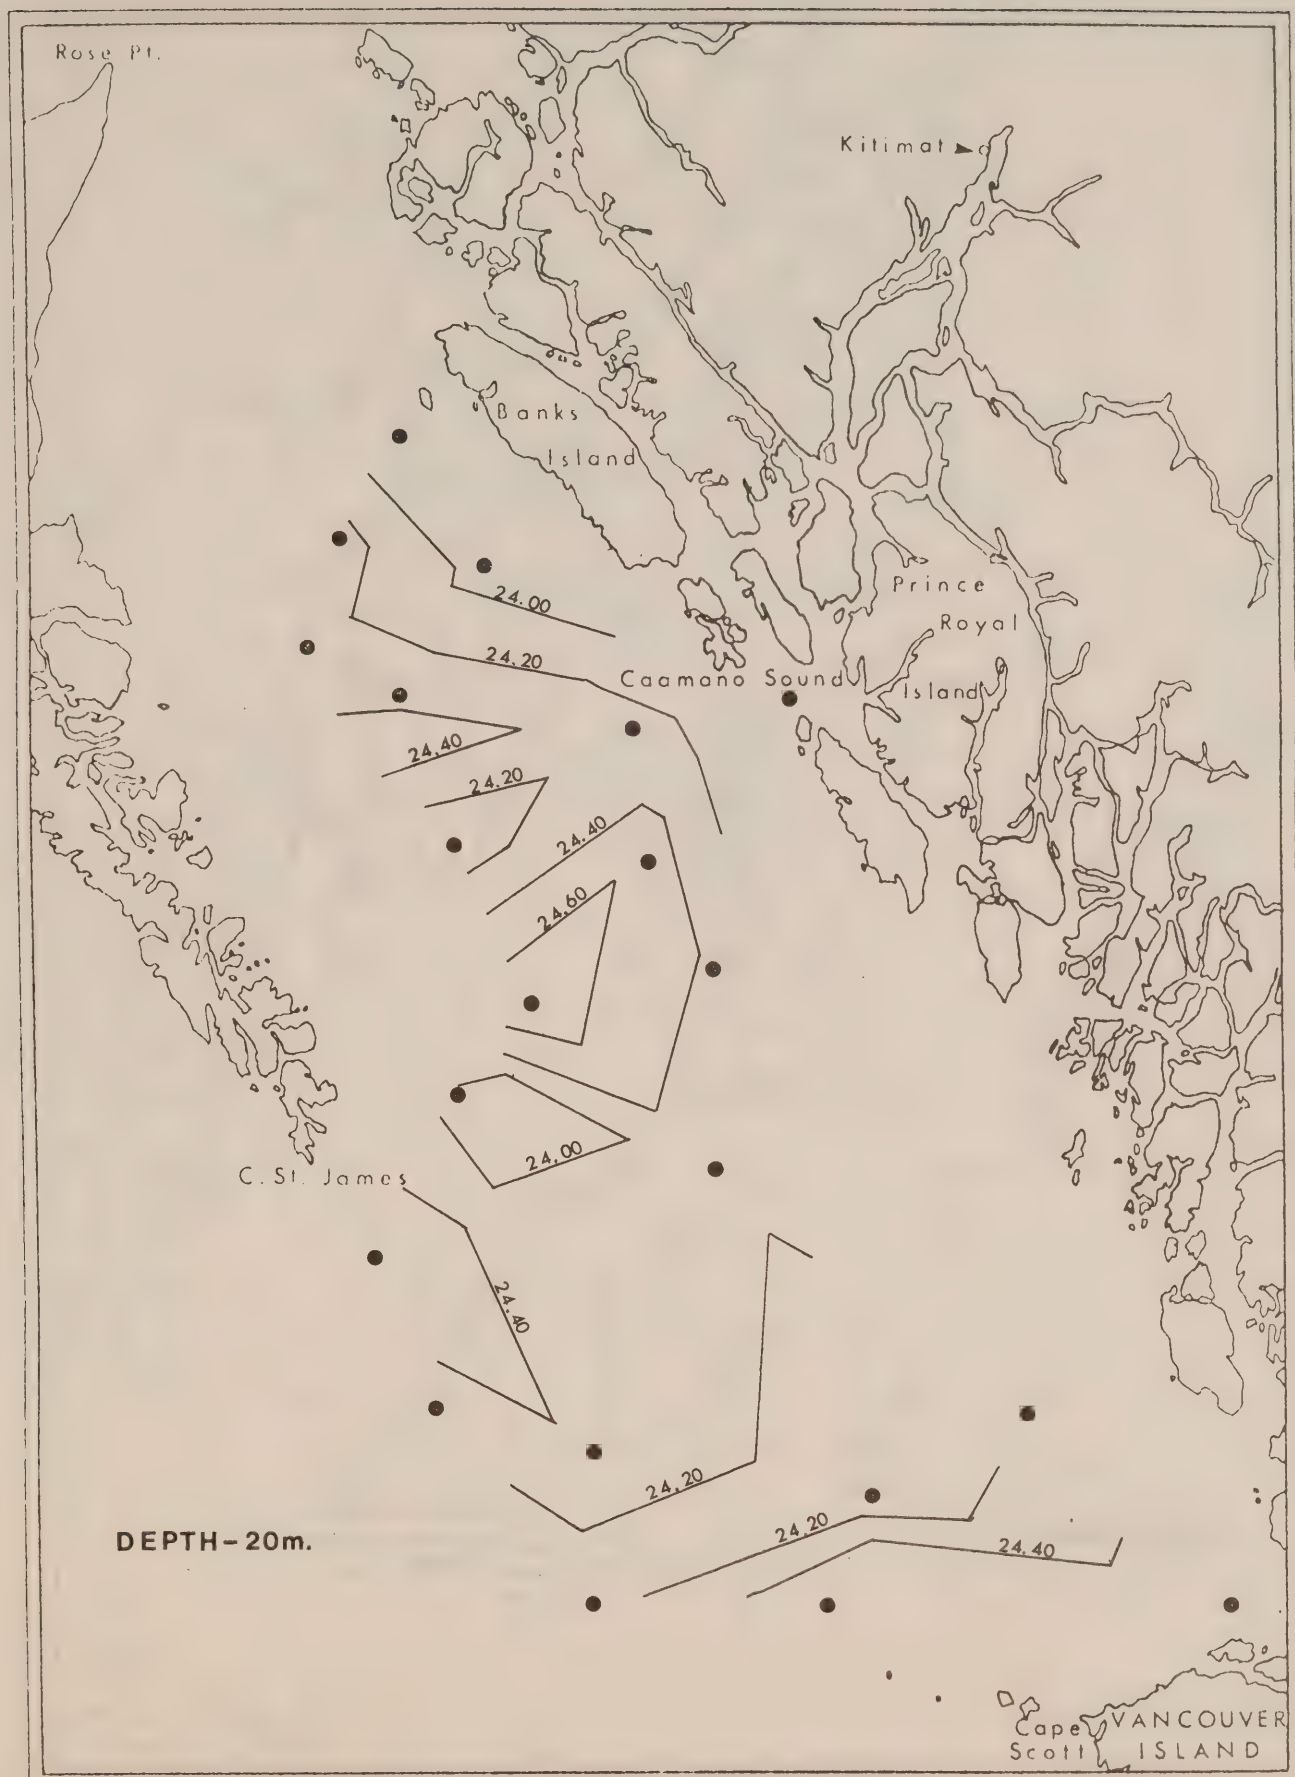 Rose Pt.
Kitimat
Banks
Island
24.00
Prince
Royal
Island
24.20
Caamano Sound
24.40
24.20
24.40
24.60
24.00
C. St. James
24.40
24.20
24.20
24.40
DEPTH-20m.
Cape
Scott
VANCOUVER
ISLAND